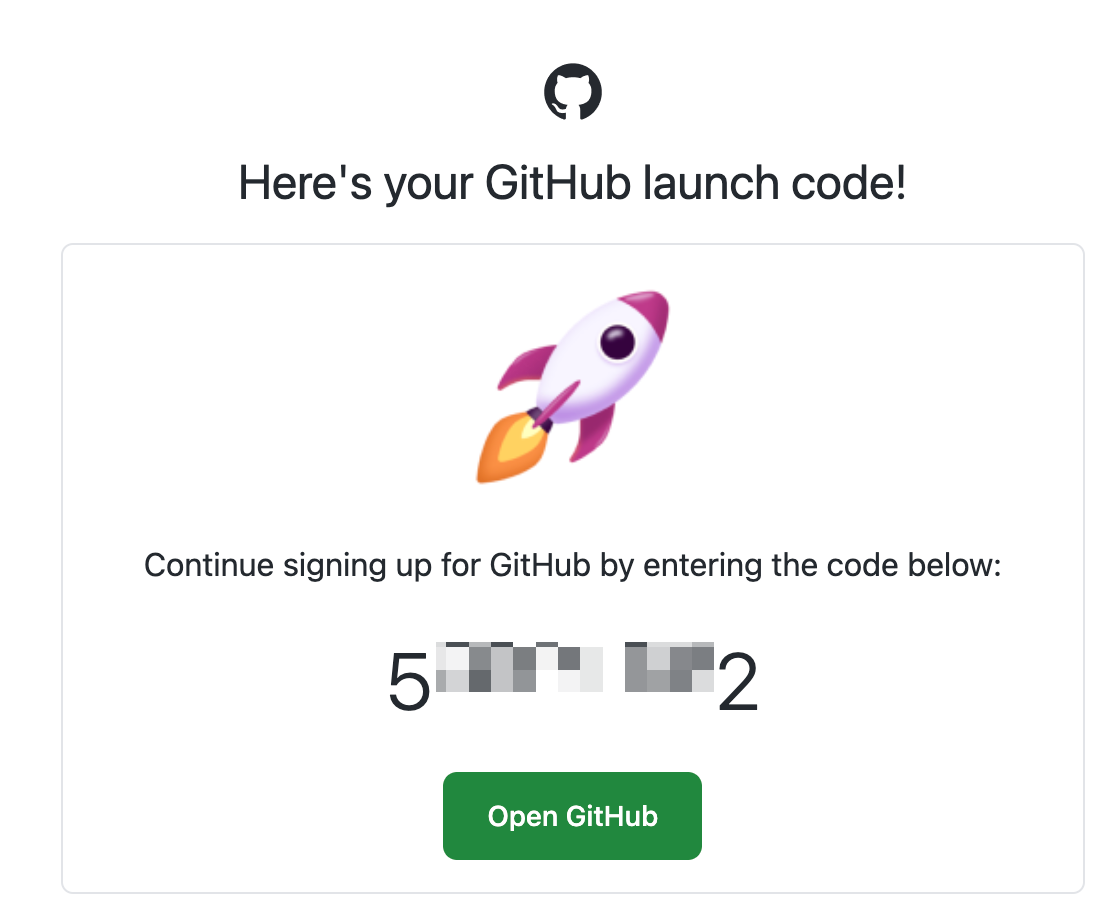 Here's your GitHub launch code!
Continue signing up for GitHub by entering the code below:
5 2
Open GitHub